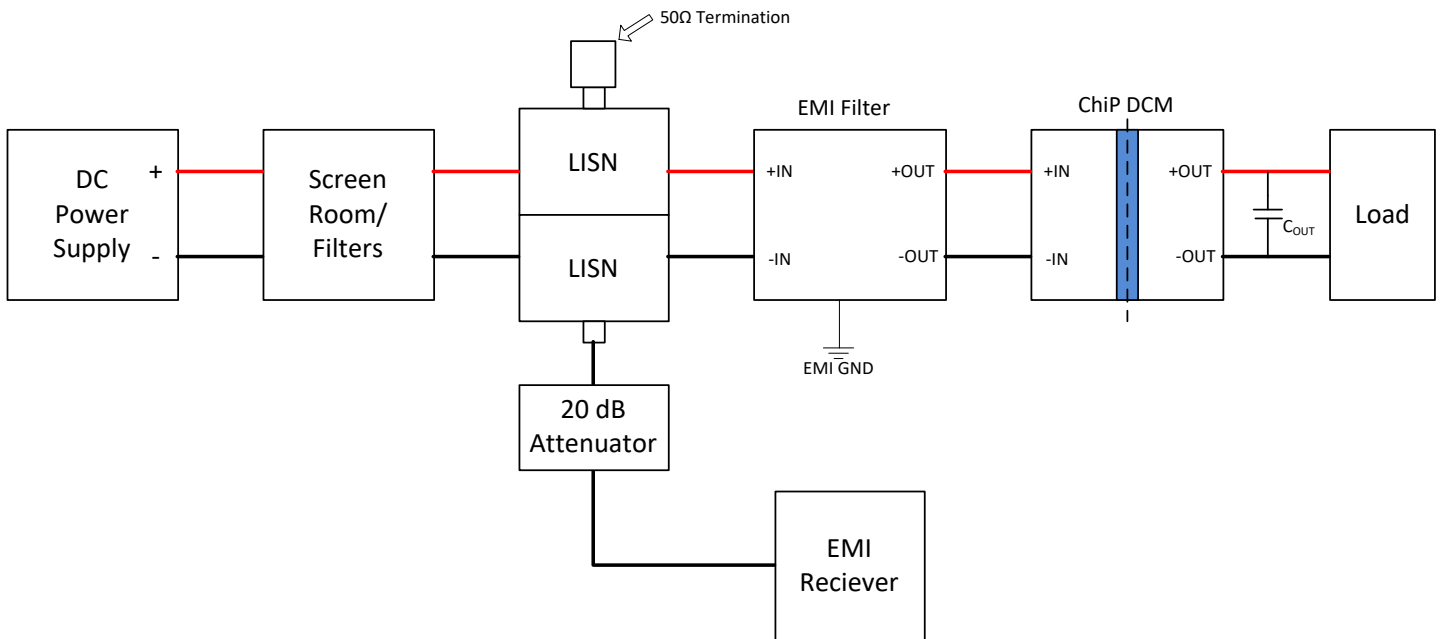 50Ω Termination
EMI Filter
ChiP DCM
DC
Power
Supply
+
-
Screen
Room/
Filters
LISN
LISN
+IN
+OUT
-IN
-OUT
EMI GND
+IN
+OUT
-IN
-OUT
COUT
Load
20 dB
Attenuator
EMI
Reciever